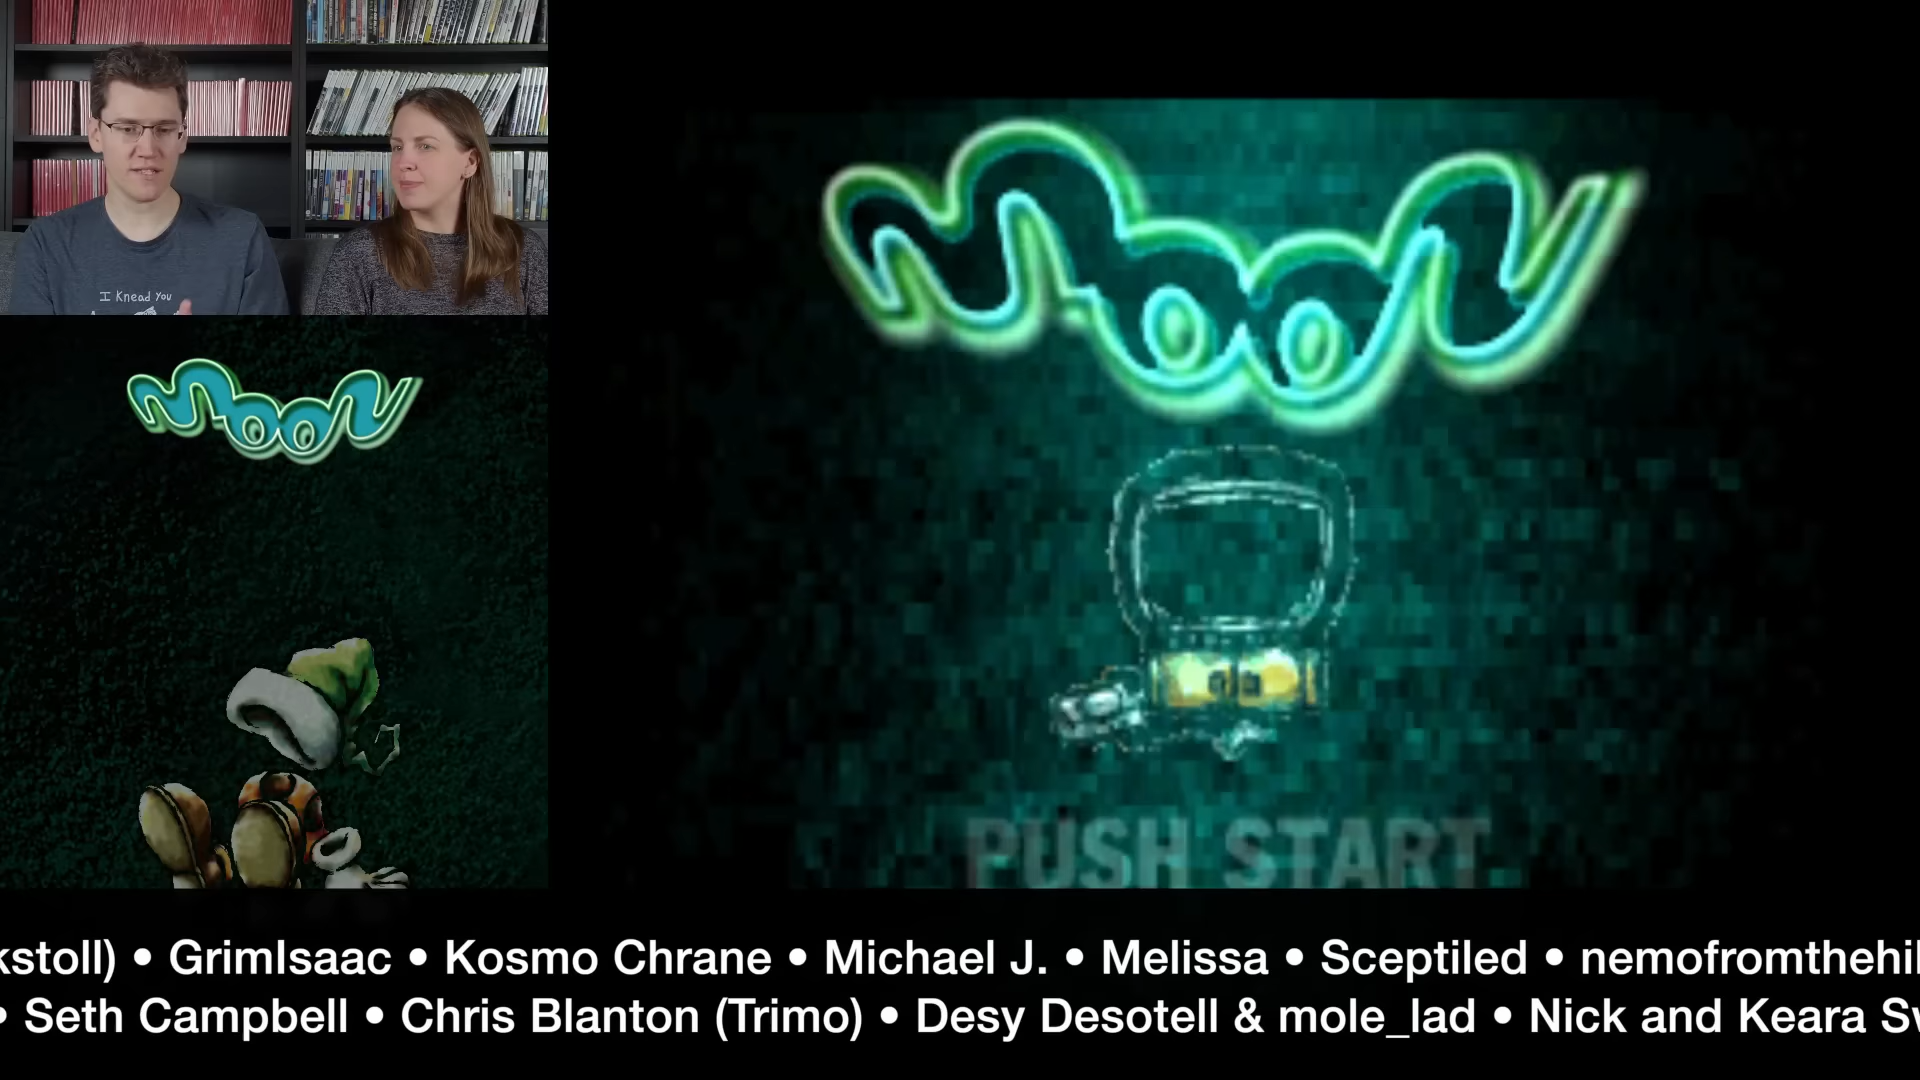 I Knead You
MOON
MOON
PUSH START
kstoll) • GrimIsaac • Kosmo Chrane • Michael J. • Melissa • Sceptiled • nemofromthehil
• Seth Campbell • Chris Blanton (Trimo) • Desy Desotell & mole_lad • Nick and Keara Sw